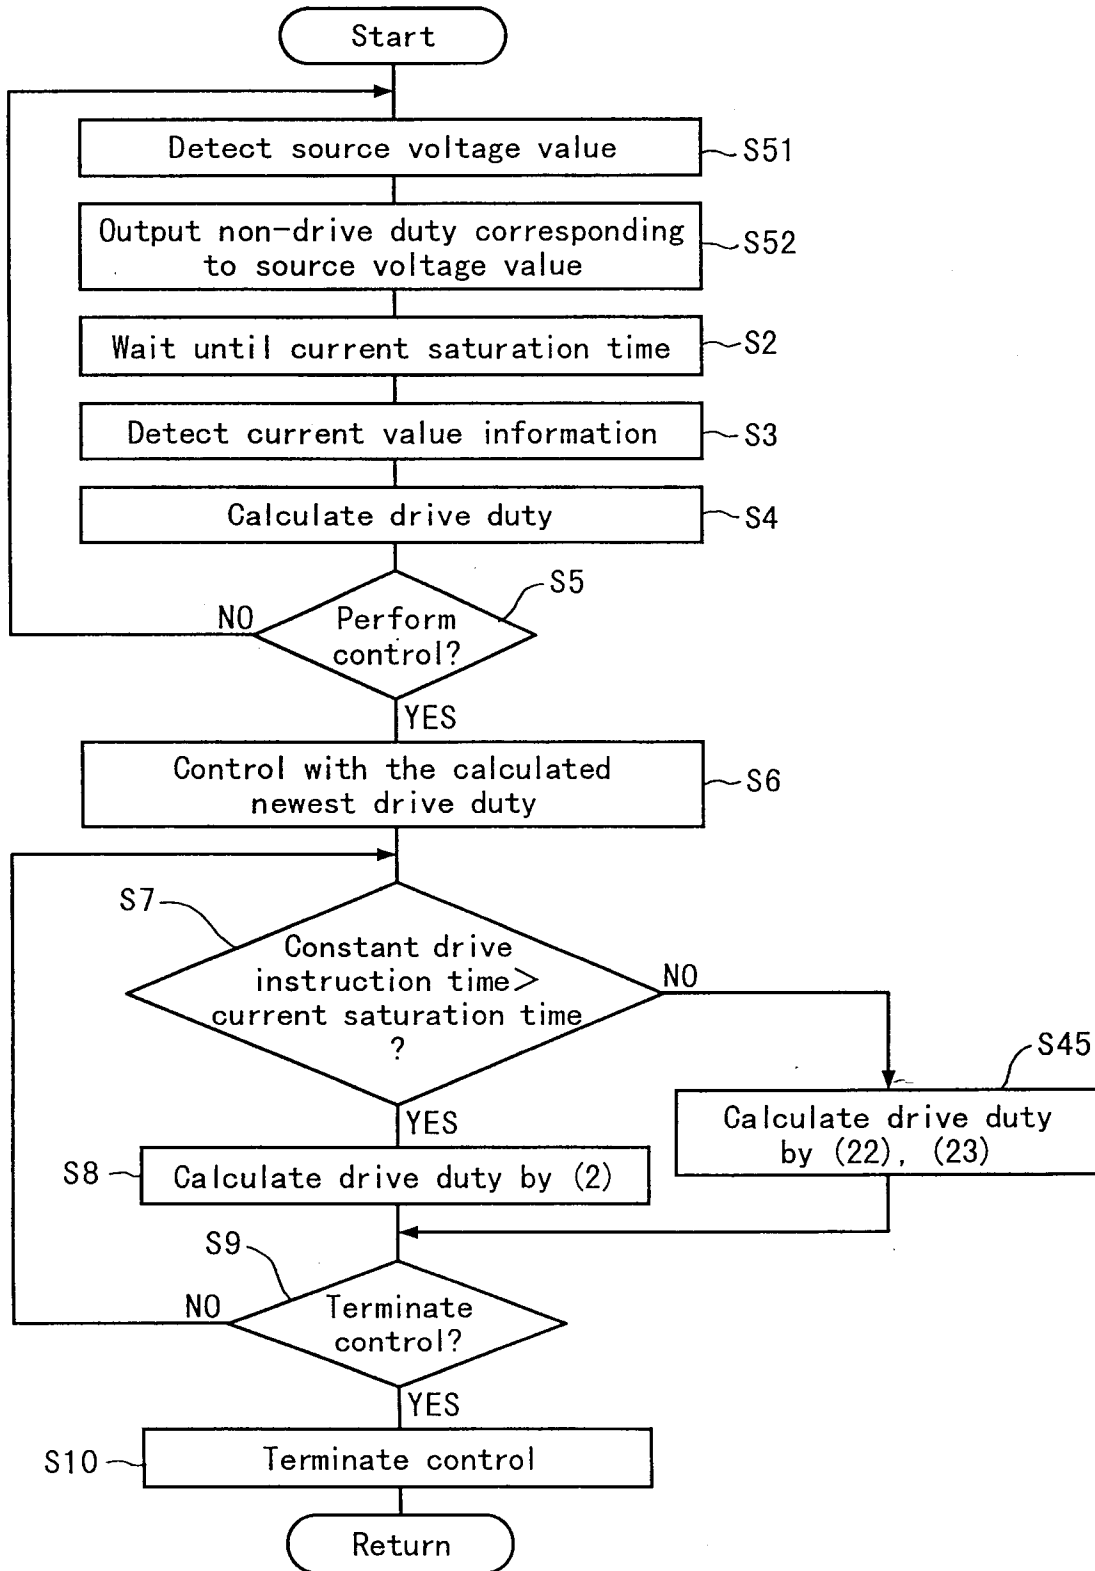 Start
Detect source voltage value
S51
Output non-drive duty corresponding
to source voltage value
S52
Wait until current saturation time
S2
Detect current value information
S3
Calculate drive duty
S4
S5
NO
Perform
control?
YES
Control with the calculated
newest drive duty
S6
S7
Constant drive
instruction time>
current saturation time
?
NO
S45
YES
Calculate drive duty
by (22), (23)
S8
Calculate drive duty by (2)
S9
NO
Terminate
control?
YES
S10
Terminate control
Return